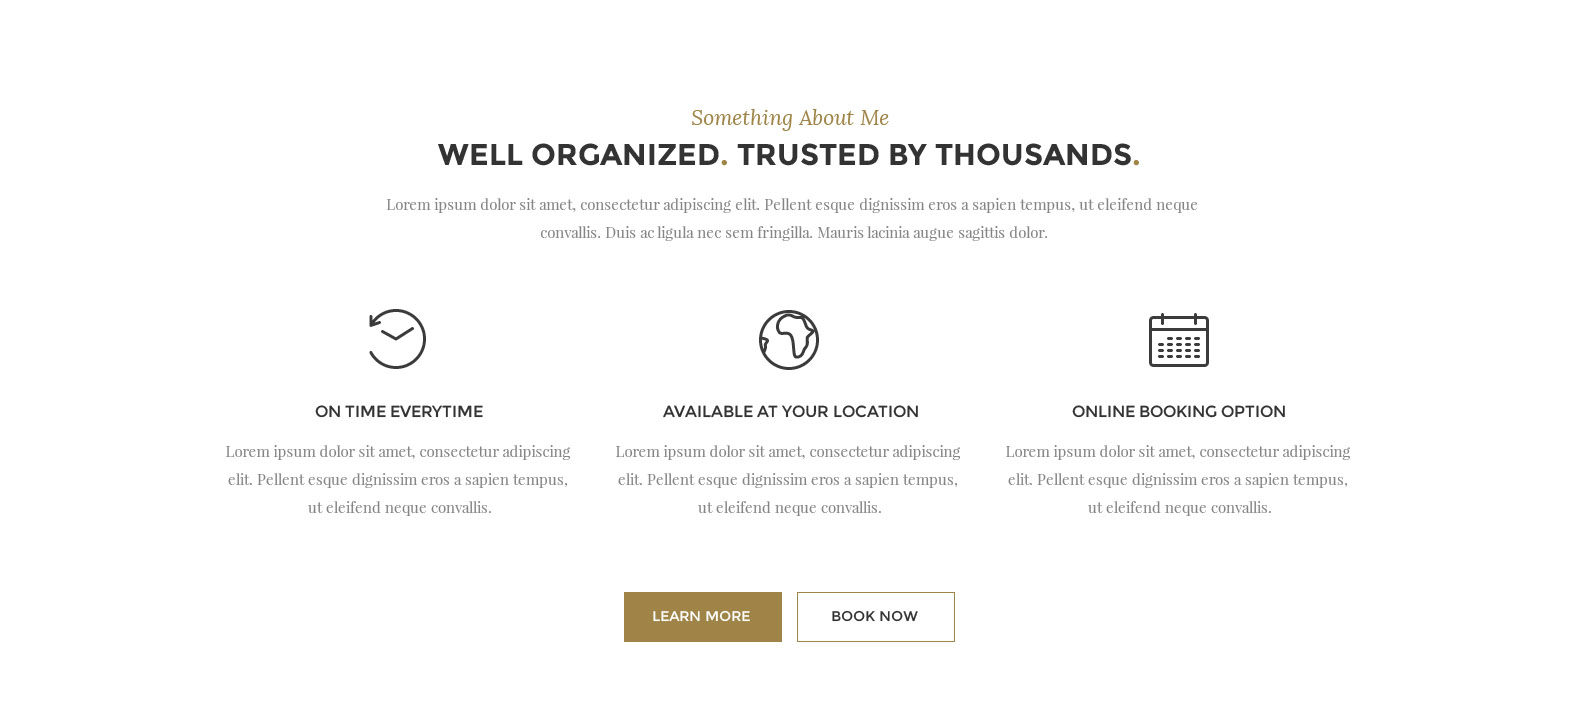 Something About Me
WELL ORGANIZED. TRUSTED BY THOUSANDS.
Lorem ipsum dolor sit amet, consectetur adipiscing elit. Pellent esque dignissim eros a sapien tempus, ut eleifend neque
convallis. Duis ac ligula nec sem fringilla. Mauris lacinia augue sagittis dolor.
ON TIME EVERYTIME
Lorem ipsum dolor sit amet, consectetur adipiscing
elit. Pellent esque dignissim eros a sapien tempus,
ut eleifend neque convallis.
AVAILABLE AT YOUR LOCATION
Lorem ipsum dolor sit amet, consectetur adipiscing
elit. Pellent esque dignissim eros a sapien tempus,
ut eleifend neque convallis.
ONLINE BOOKING OPTION
Lorem ipsum dolor sit amet, consectetur adipiscing
elit. Pellent esque dignissim eros a sapien tempus,
ut eleifend neque convallis.
LEARN MORE
BOOK NOW